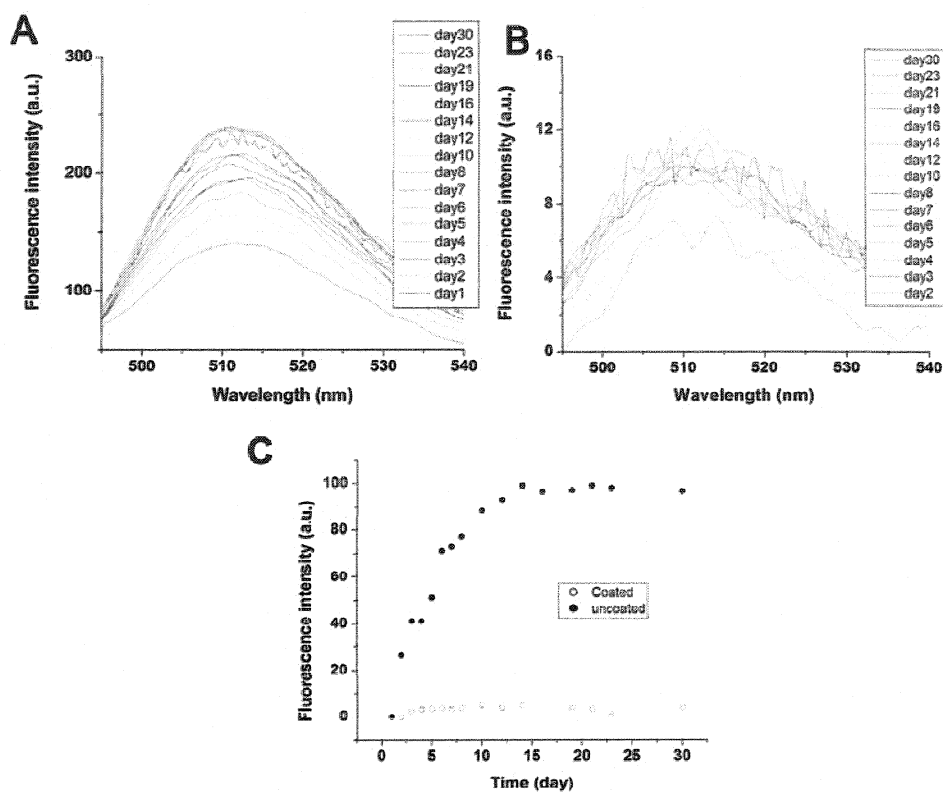 A
Fluorescence intensity (a.u.)
300
200
100
500
510
520
530
540
Wavelength (nm)
day30
day23
day21
day19
day16
day14
day12
day10
day8
day7
day6
day5
day4
day3
day2
day1
B
Fluorescence intensity (a.u.)
16
12
8
4
0
500
510
520
530
540
Wavelength (nm)
day30
day23
day21
day19
day16
day14
day12
day10
day8
day7
day6
day5
day4
day3
day2
C
Fluorescence intensity (a.u.)
100
80
60
40
20
0
0
5
10
15
20
25
30
Time (day)
Coated
uncoated